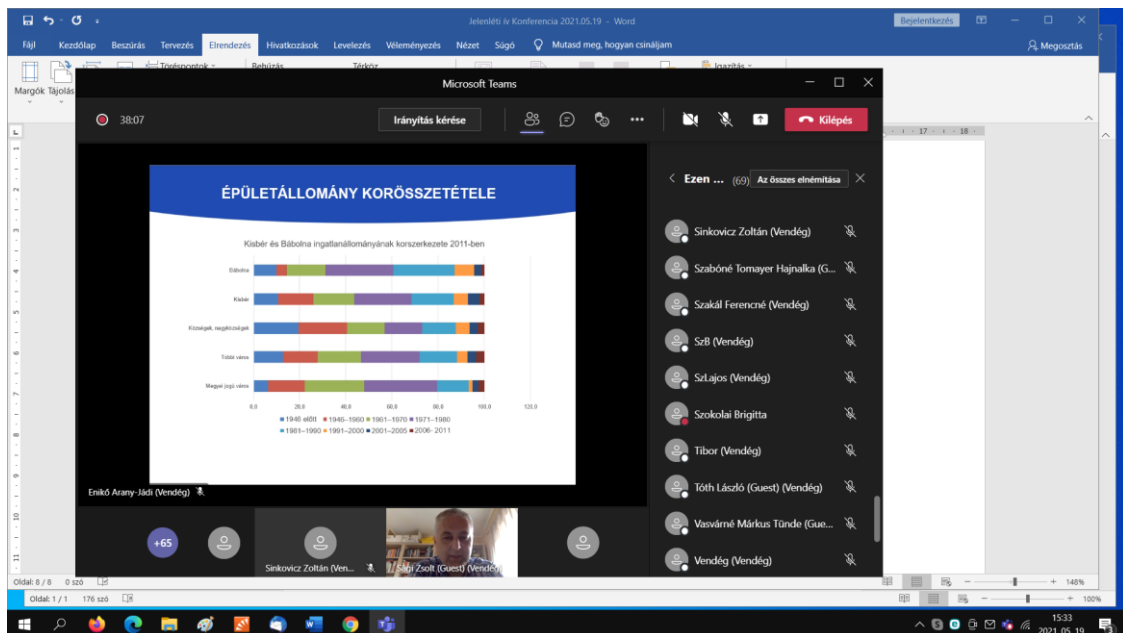 Jelenléti ív Konferencia 2021.05.19 - Word
Bejelentkezés
Fájl Kezdőlap Beszúrás Tervezés Elrendezés Hivatkozások Levelezés Véleményezés Nézet Súgó Mutasd meg, hogyan csináljam Megosztás
Margók Tájolás Töréspontok Behúzás Térköz Igazítás
Microsoft Teams
38:07
Irányítás kérése
Kilépés
17 18
ÉPÜLETÁLLOMÁNY KORÖSSZETÉTELE
Kisbér és Bábolna ingatlanállományának korszerkezete 2011-ben
Bábolna
Kisbér
Községek, nagyközségek
Többi város
Megyei jogú város
0,0 20,0 40,0 60,0 80,0 100,0 120,0
1946 előtt 1946–1960 1961–1970 1971–1980
1981–1990 1991–2000 2001–2005 2006- 2011
Enikő Arany-Jádi (Vendég)
+65
Sinkovicz Zoltán (Ven...
Sági Zsolt (Guest) (Vendég)
Ezen ... (69) Az összes elnémítása
Sinkovicz Zoltán (Vendég)
Szabóné Tomayer Hajnalka (G...
Szakál Ferencné (Vendég)
SzB (Vendég)
SzLajos (Vendég)
Szokolai Brigitta
Tibor (Vendég)
Tóth László (Guest) (Vendég)
Vasvárné Márkus Tünde (Gue...
Vendég (Vendég)
Oldal: 8 / 8 0 szó 148%
Oldal: 1 / 1 176 szó 100%
15:33
2021. 05. 19.